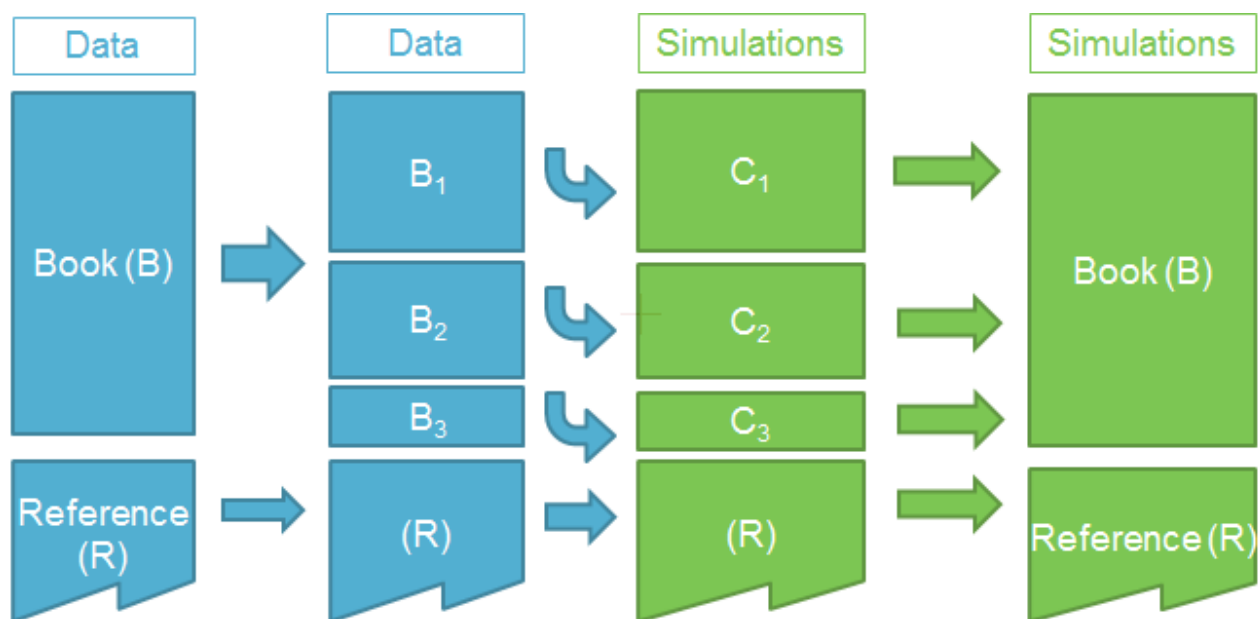 Data
Data
Simulations
Simulations
Book (B)
B₁
B₂
B₃
C₁
C₂
C₃
Book (B)
Reference
(R)
(R)
(R)
Reference (R)